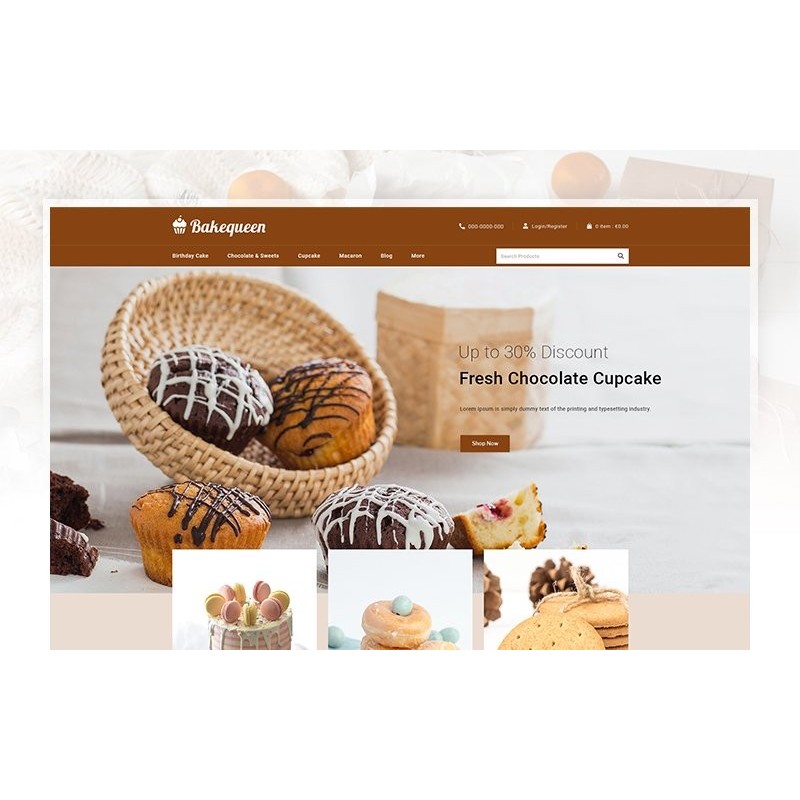 Bakequeen
000-0000-000
Login/Register
0 item : €0.00
Birthday Cake
Chocolate & Sweets
Cupcake
Macaron
Blog
More
Search Products
Up to 30% Discount
Fresh Chocolate Cupcake
Lorem Ipsum is simply dummy text of the printing and typesetting industry.
Shop Now